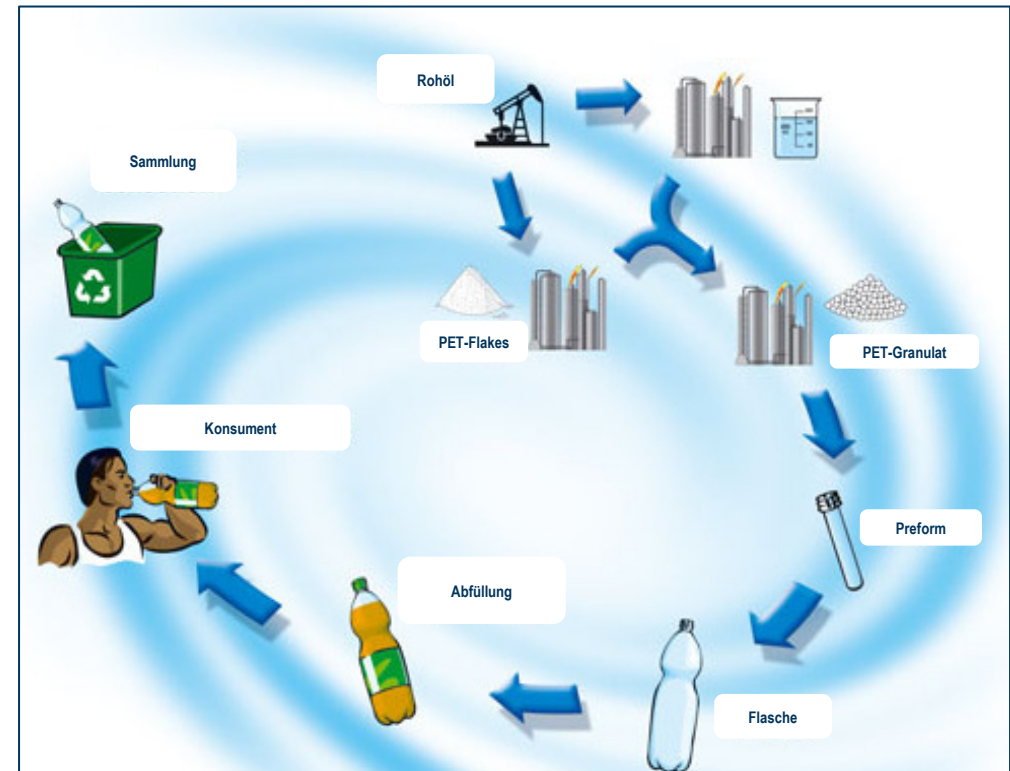 Rohöl
Sammlung
PET-Flakes
PET-Granulat
Konsument
Preform
Abfüllung
Flasche